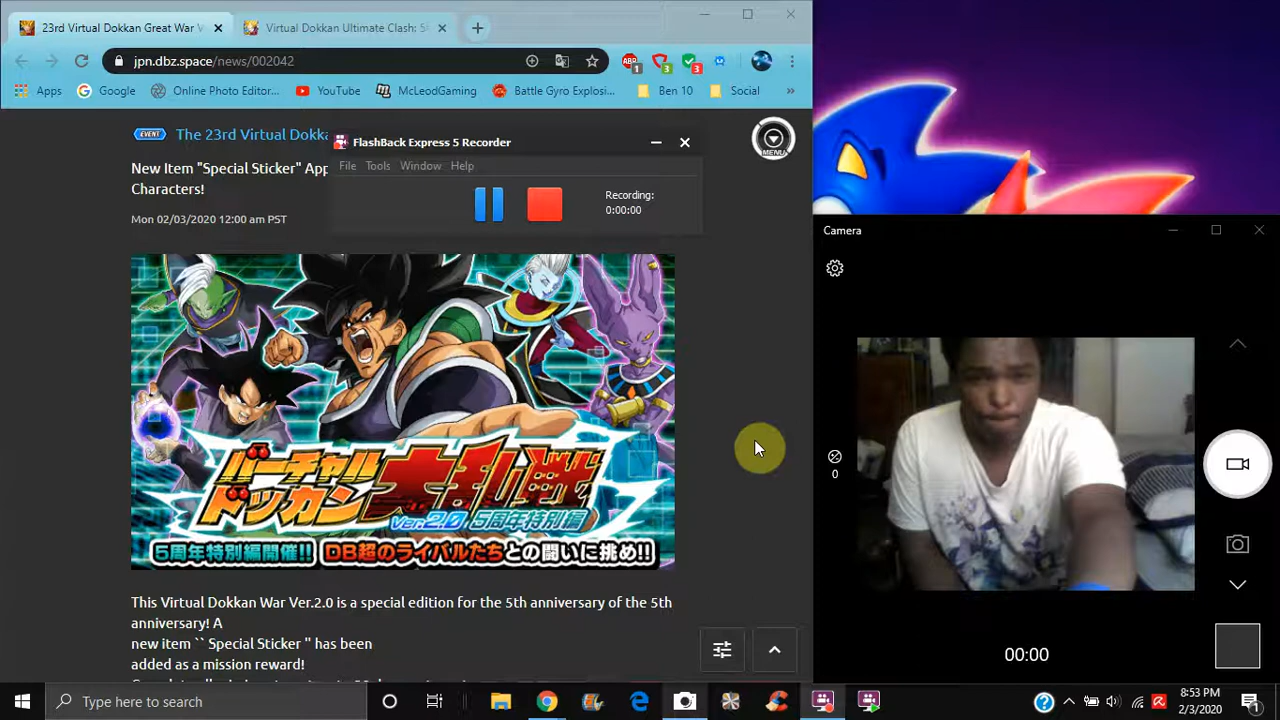 23rd Virtual Dokkan Great War V
Virtual Dokkan Ultimate Clash: 5
jpn.dbz.space/news/002042
ABP
1
3
3
Apps
Google
Online Photo Editor...
YouTube
McLeodGaming
Battle Gyro Explosi...
Ben 10
Social
»
EVENT
The 23rd Virtual Dokka
New Item "Special Sticker" App
Characters!
Mon 02/03/2020 12:00 am PST
FlashBack Express 5 Recorder
File Tools Window Help
Recording:
0:00:00
MENU
バーチャル
ドッカン
大乱戦
Ver.2.0 5周年特別編
5周年特別編開催!! DB超のライバルたちとの闘いに挑め!!
This Virtual Dokkan War Ver.2.0 is a special edition for the 5th anniversary of the 5th
anniversary! A
new item `` Special Sticker '' has been
added as a mission reward!
Camera
0
00:00
Type here to search
8:53 PM
2/3/2020
1